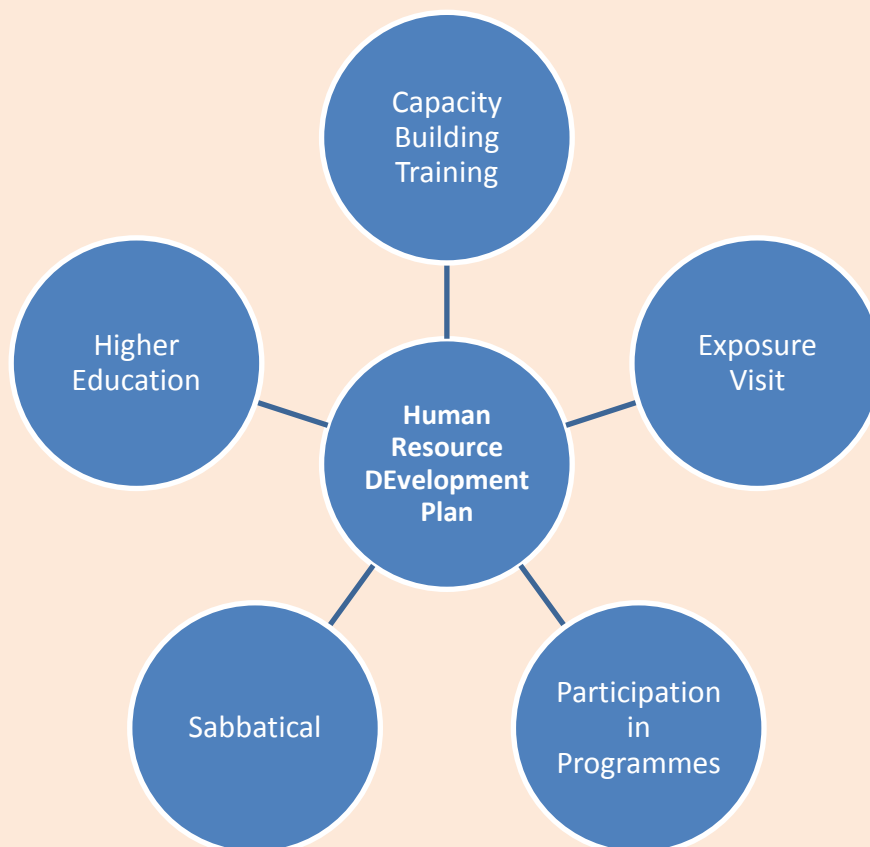 Capacity
Building
Training
Higher
Education
Exposure
Visit
Human
Resource
DEvelopment
Plan
Sabbatical
Participation
in
Programmes